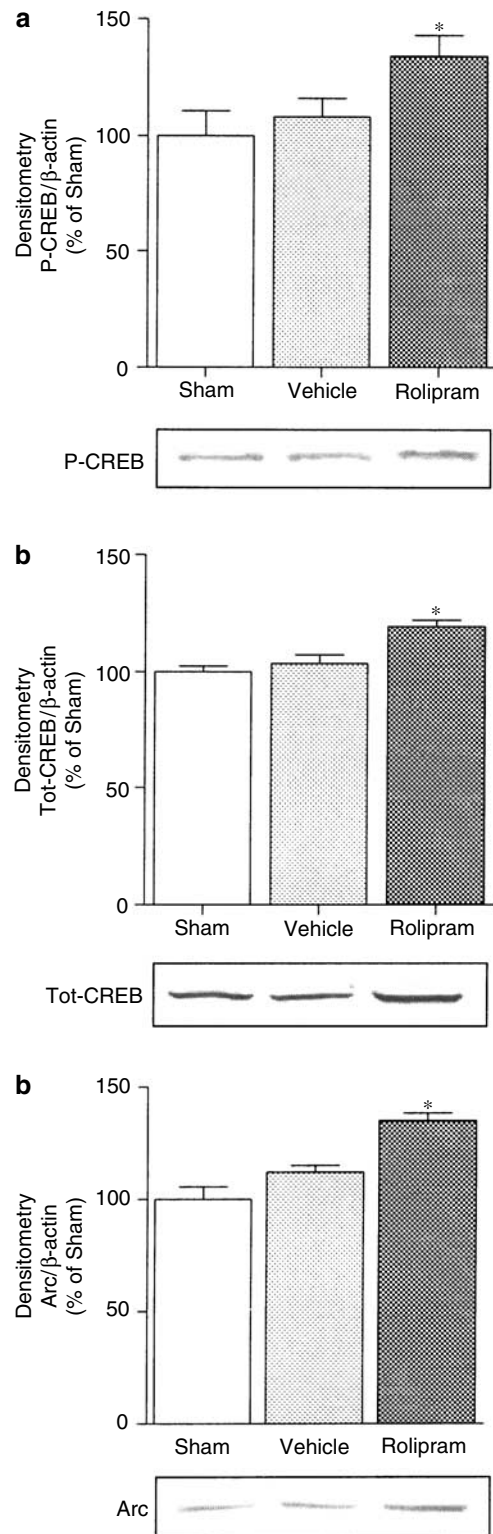 a
150
100
50
0
Densitometry
P-CREB/β-actin
(% of Sham)
*
Sham Vehicle Rolipram
P-CREB
b
150
100
50
0
Densitometry
Tot-CREB/β-actin
(% of Sham)
*
Sham Vehicle Rolipram
Tot-CREB
b
150
100
50
0
Densitometry
Arc/β-actin
(% of Sham)
*
Sham Vehicle Rolipram
Arc